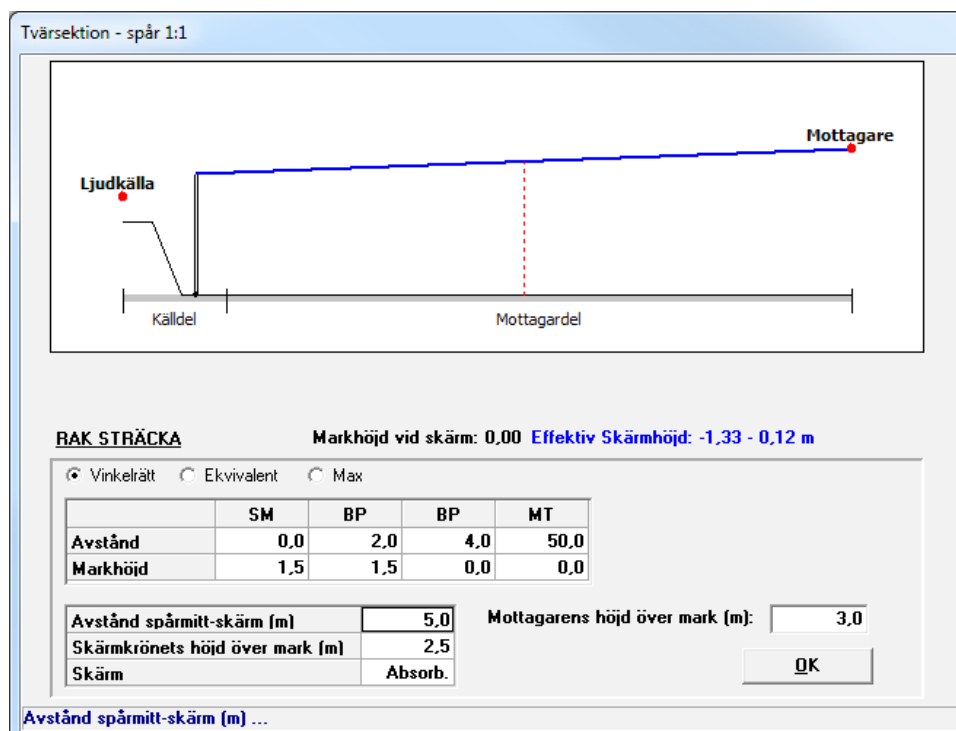 Tvärsektion - spår 1:1
Mottagare
Ljudkälla
Källdel
Mottagardel
RAK STRÄCKA
Markhöjd vid skärm: 0,00 Effektiv Skärmhöjd: -1,33 - 0,12 m
Vinkelrätt Ekvivalent Max
SM BP BP MT
Avstånd 0,0 2,0 4,0 50,0
Markhöjd 1,5 1,5 0,0 0,0
Avstånd spårmitt-skärm (m) 5,0
Mottagarens höjd över mark (m): 3,0
Skärmkrönets höjd över mark (m) 2,5
Skärm Absorb.
OK
Avstånd spårmitt-skärm (m) ...